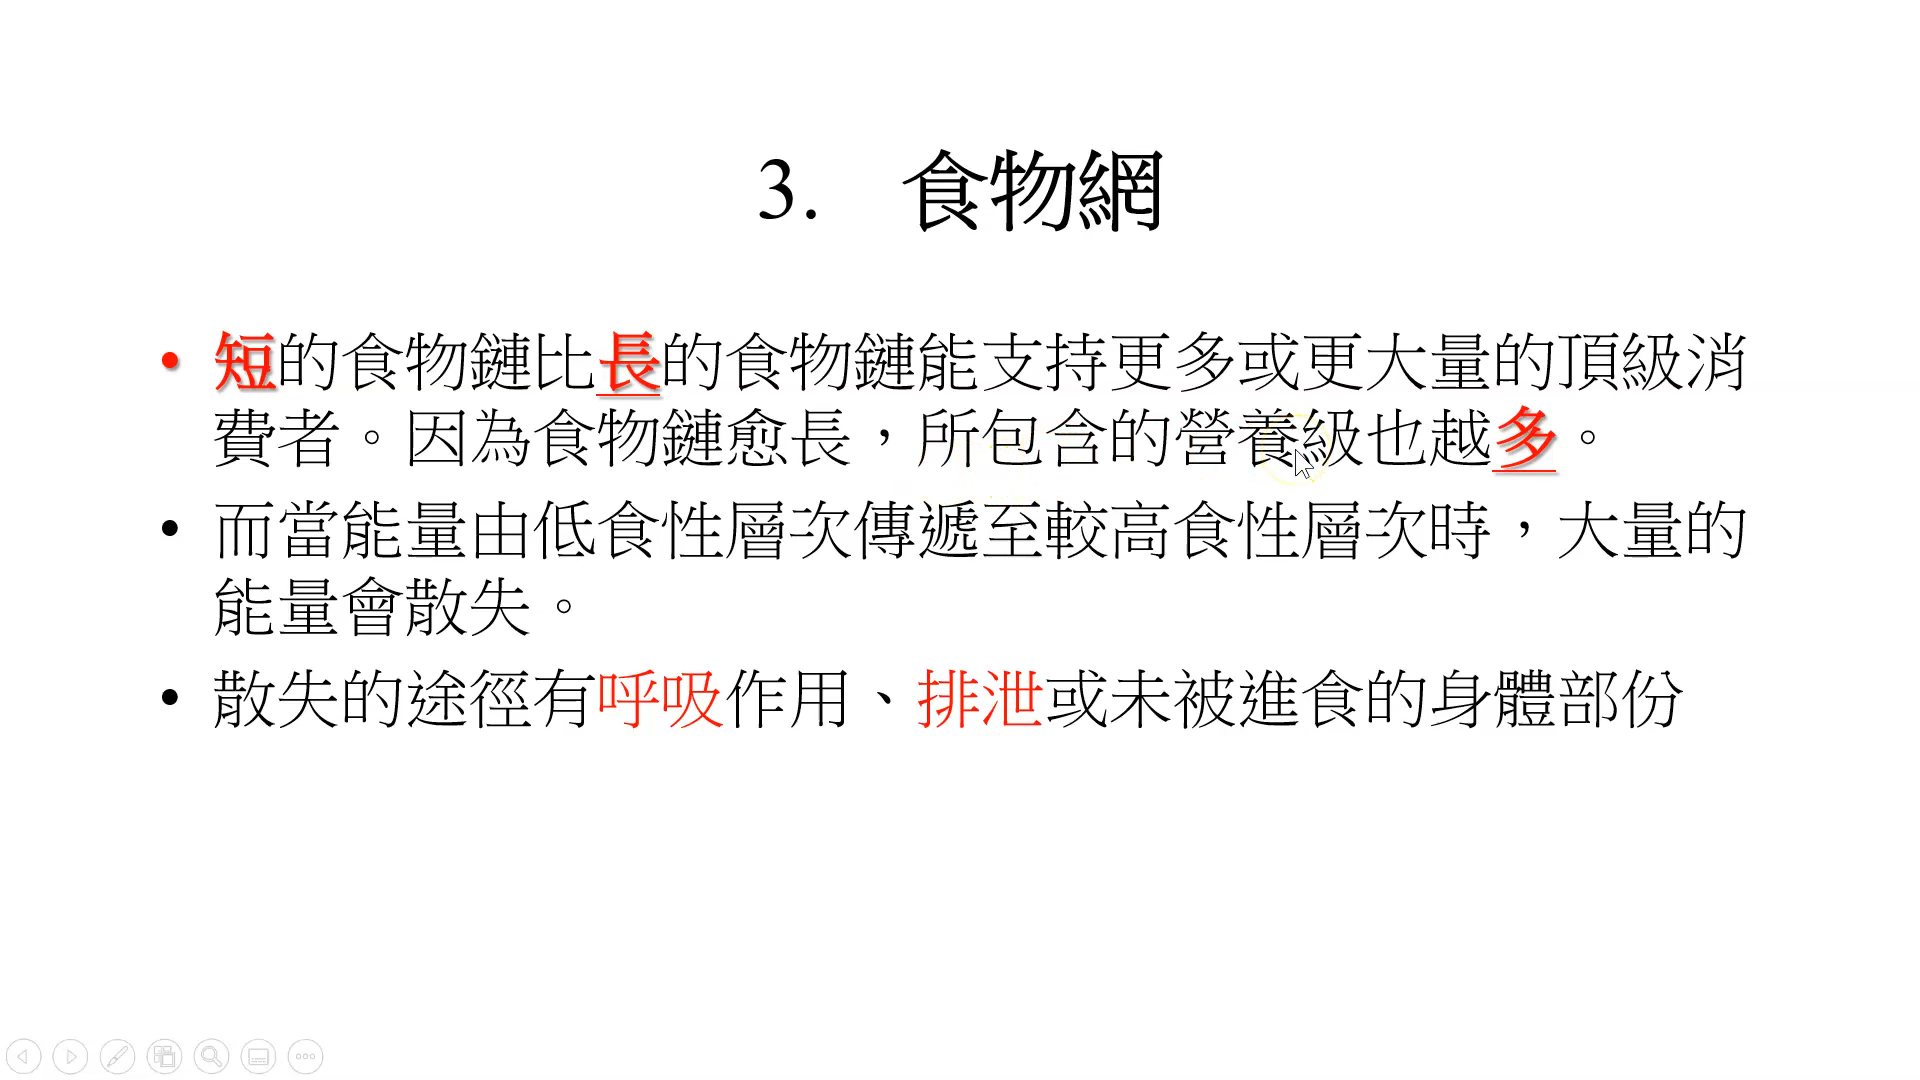 3. 食物網
• 短的食物鏈比長的食物鏈能支持更多或更大量的頂級消
費者。因為食物鏈愈長，所包含的營養級也越多。
• 而當能量由低食性層次傳遞至較高食性層次時，大量的
能量會散失。
• 散失的途徑有呼吸作用、排泄或未被進食的身體部份